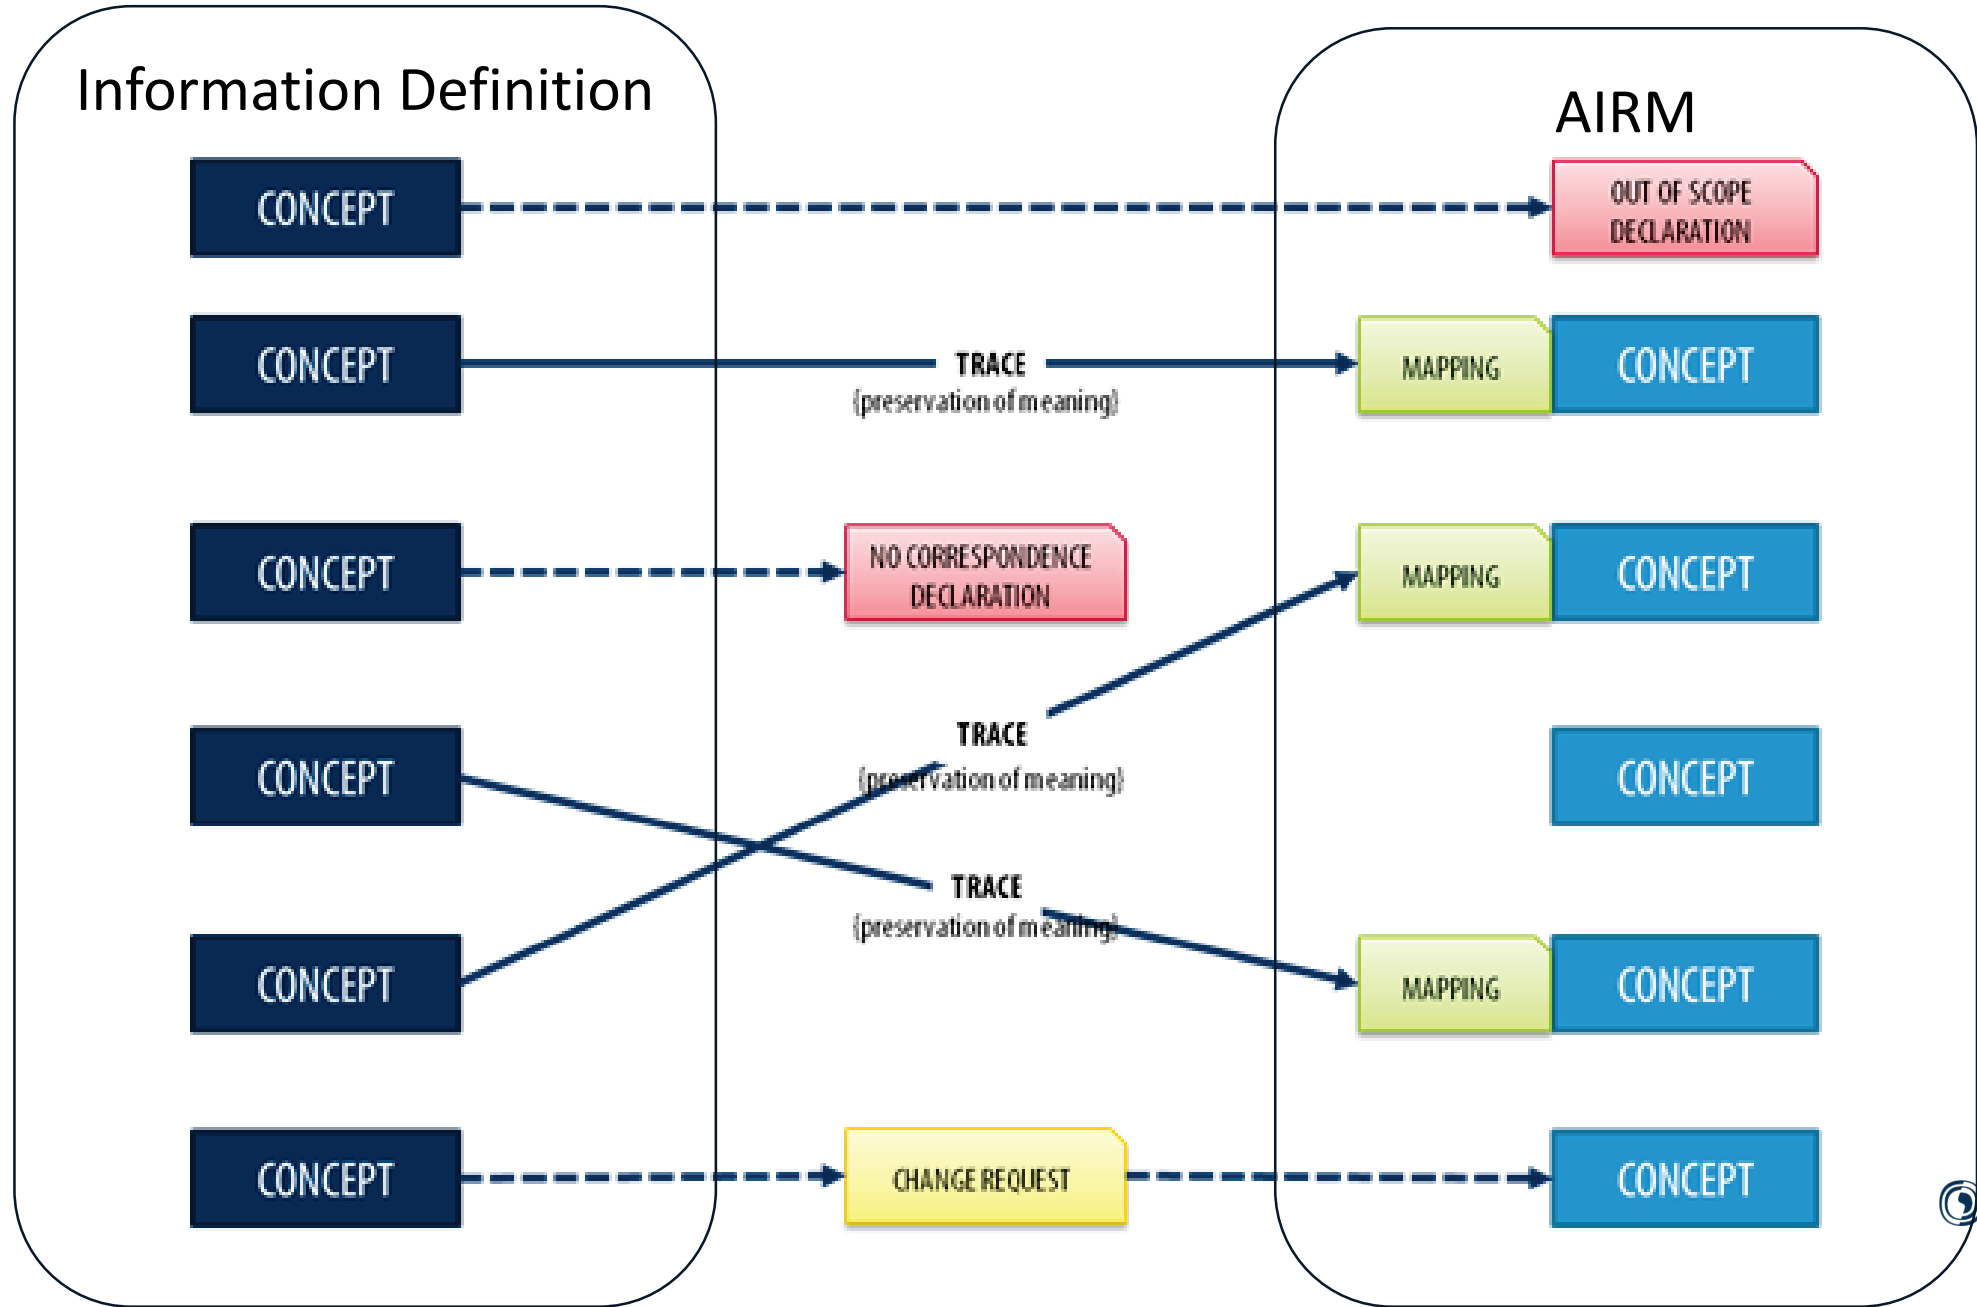 Information Definition
AIRM
CONCEPT
OUT OF SCOPE
DECLARATION
CONCEPT
TRACE
{preservation of meaning}
MAPPING
CONCEPT
CONCEPT
NO CORRESPONDENCE
DECLARATION
MAPPING
CONCEPT
CONCEPT
TRACE
{preservation of meaning}
CONCEPT
CONCEPT
TRACE
{preservation of meaning}
MAPPING
CONCEPT
CONCEPT
CHANGE REQUEST
CONCEPT